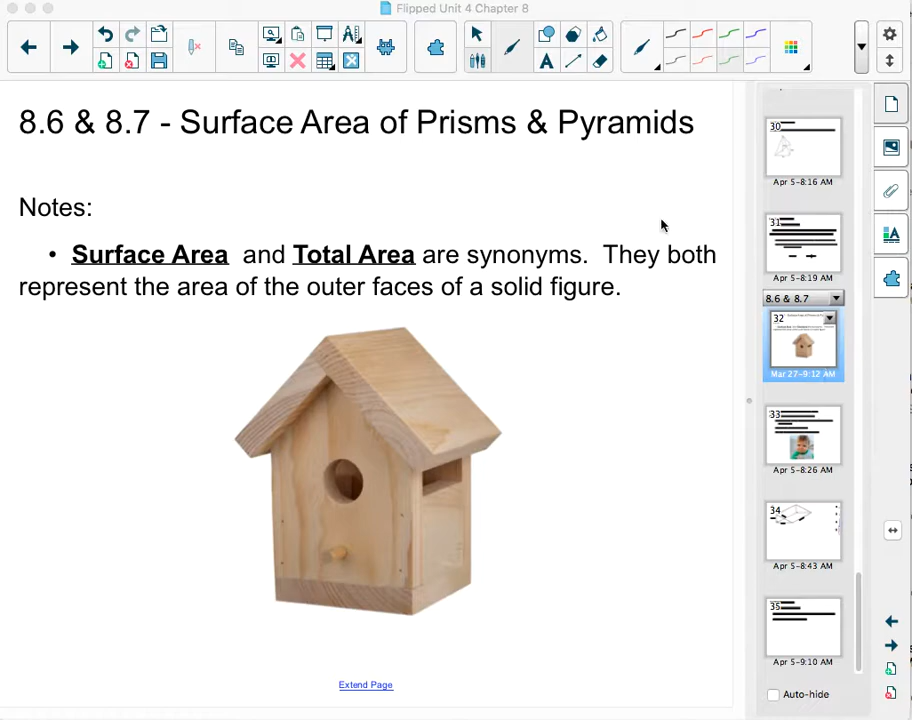 Flipped Unit 4 Chapter 8
8.6 & 8.7 - Surface Area of Prisms & Pyramids
Notes:
• Surface Area and Total Area are synonyms. They both
represent the area of the outer faces of a solid figure.
Extend Page
30
Apr 5-8:16 AM
31
Apr 5-8:19 AM
8.6 & 8.7
32
Mar 27-9:12 AM
33
Apr 5-8:26 AM
34
Apr 5-8:43 AM
35
Apr 5-9:10 AM
Auto-hide